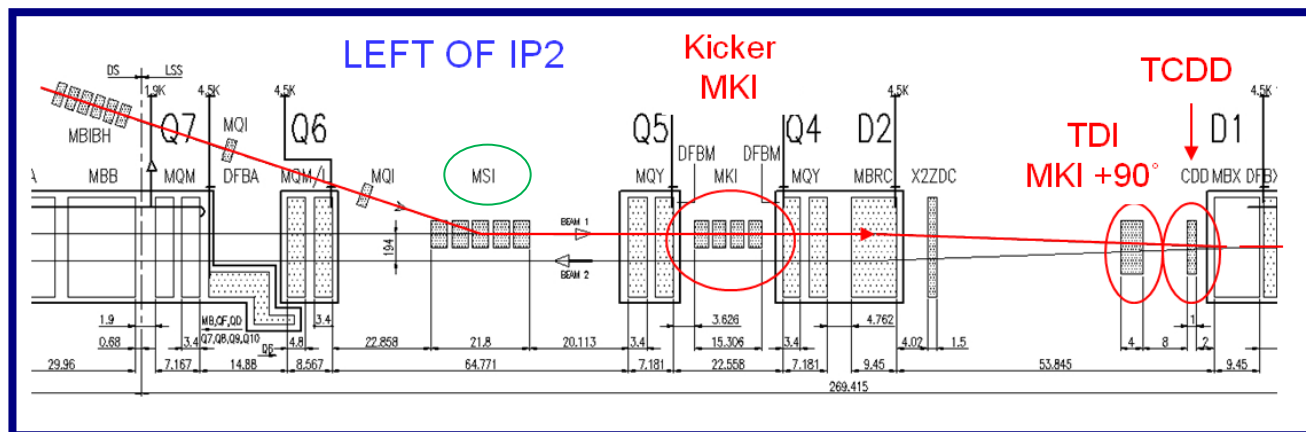 LEFT OF IP2
Kicker
MKI
TCDD
TDI
MKI +90°
DS
LSS
1.9K
4.5K
4.5K
4.5K
4.5K
MBIBH
Q7
MQI
Q6
Q5
Q4
D2
D1
DFBM
DFBM
MBB
MQM
DFBA
MQM/I
MQI
MSI
MQY
MKI
MQY
MBRC
X2ZDC
CDD
MBX
DFBX
194
BEAM 1
BEAM 2
MB,QF,QD
Q7,Q8,Q9,Q10
Q6
1.9
3.4
3.626
4.762
1
0.68
3.4
4.8
22.858
21.8
20.113
3.4
15.306
3.4
4.02
1.5
4
8
2
29.96
7.167
14.88
8.567
64.771
7.181
22.558
7.181
9.45
53.845
9.45
269.415